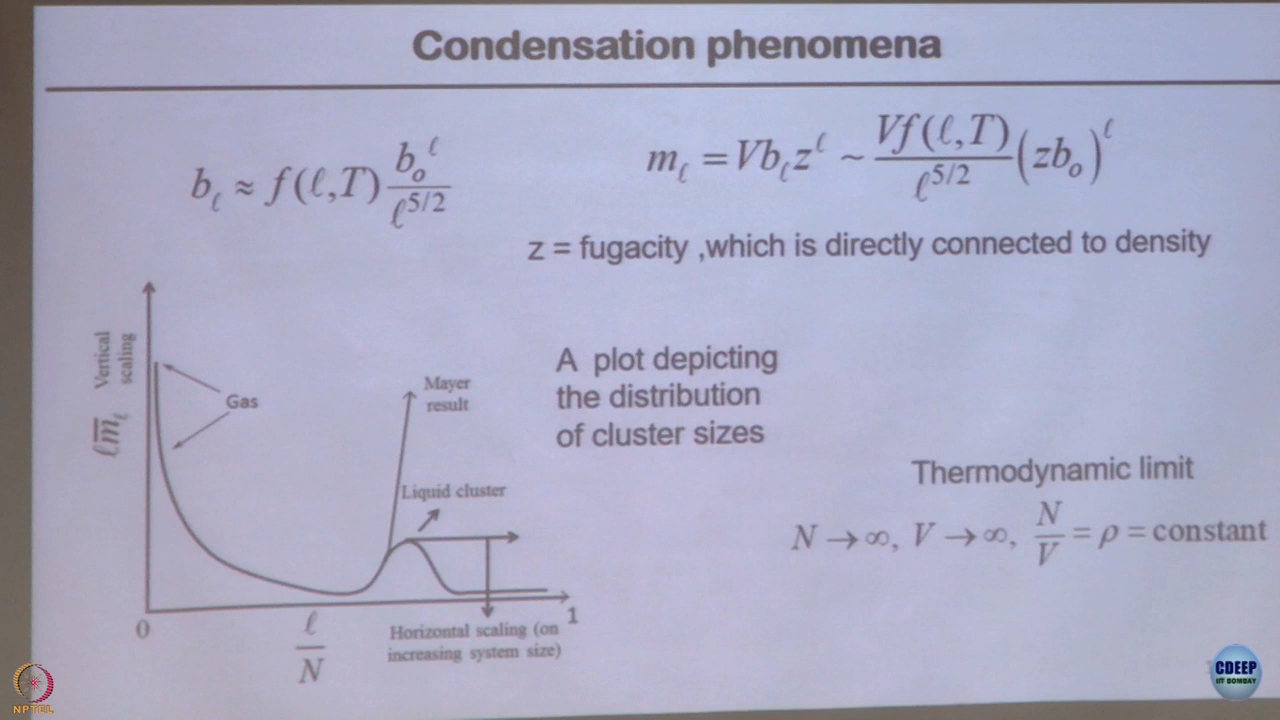 Condensation phenomena
b_ℓ ≈ f(ℓ,T) b_o^ℓ / ℓ^{5/2}
m_ℓ = V b_ℓ z^ℓ ~ V f(ℓ,T) / ℓ^{5/2} (z b_o)^ℓ
z = fugacity ,which is directly connected to density
Vertical
scaling
ℓ m̅_ℓ
Gas
Mayer
result
Liquid cluster
0
ℓ / N
1
Horizontal scaling (on
increasing system size)
A plot depicting
the distribution
of cluster sizes
Thermodynamic limit
N → ∞, V → ∞, N / V = ρ = constant
NPTEL
CDEEP
IIT BOMBAY